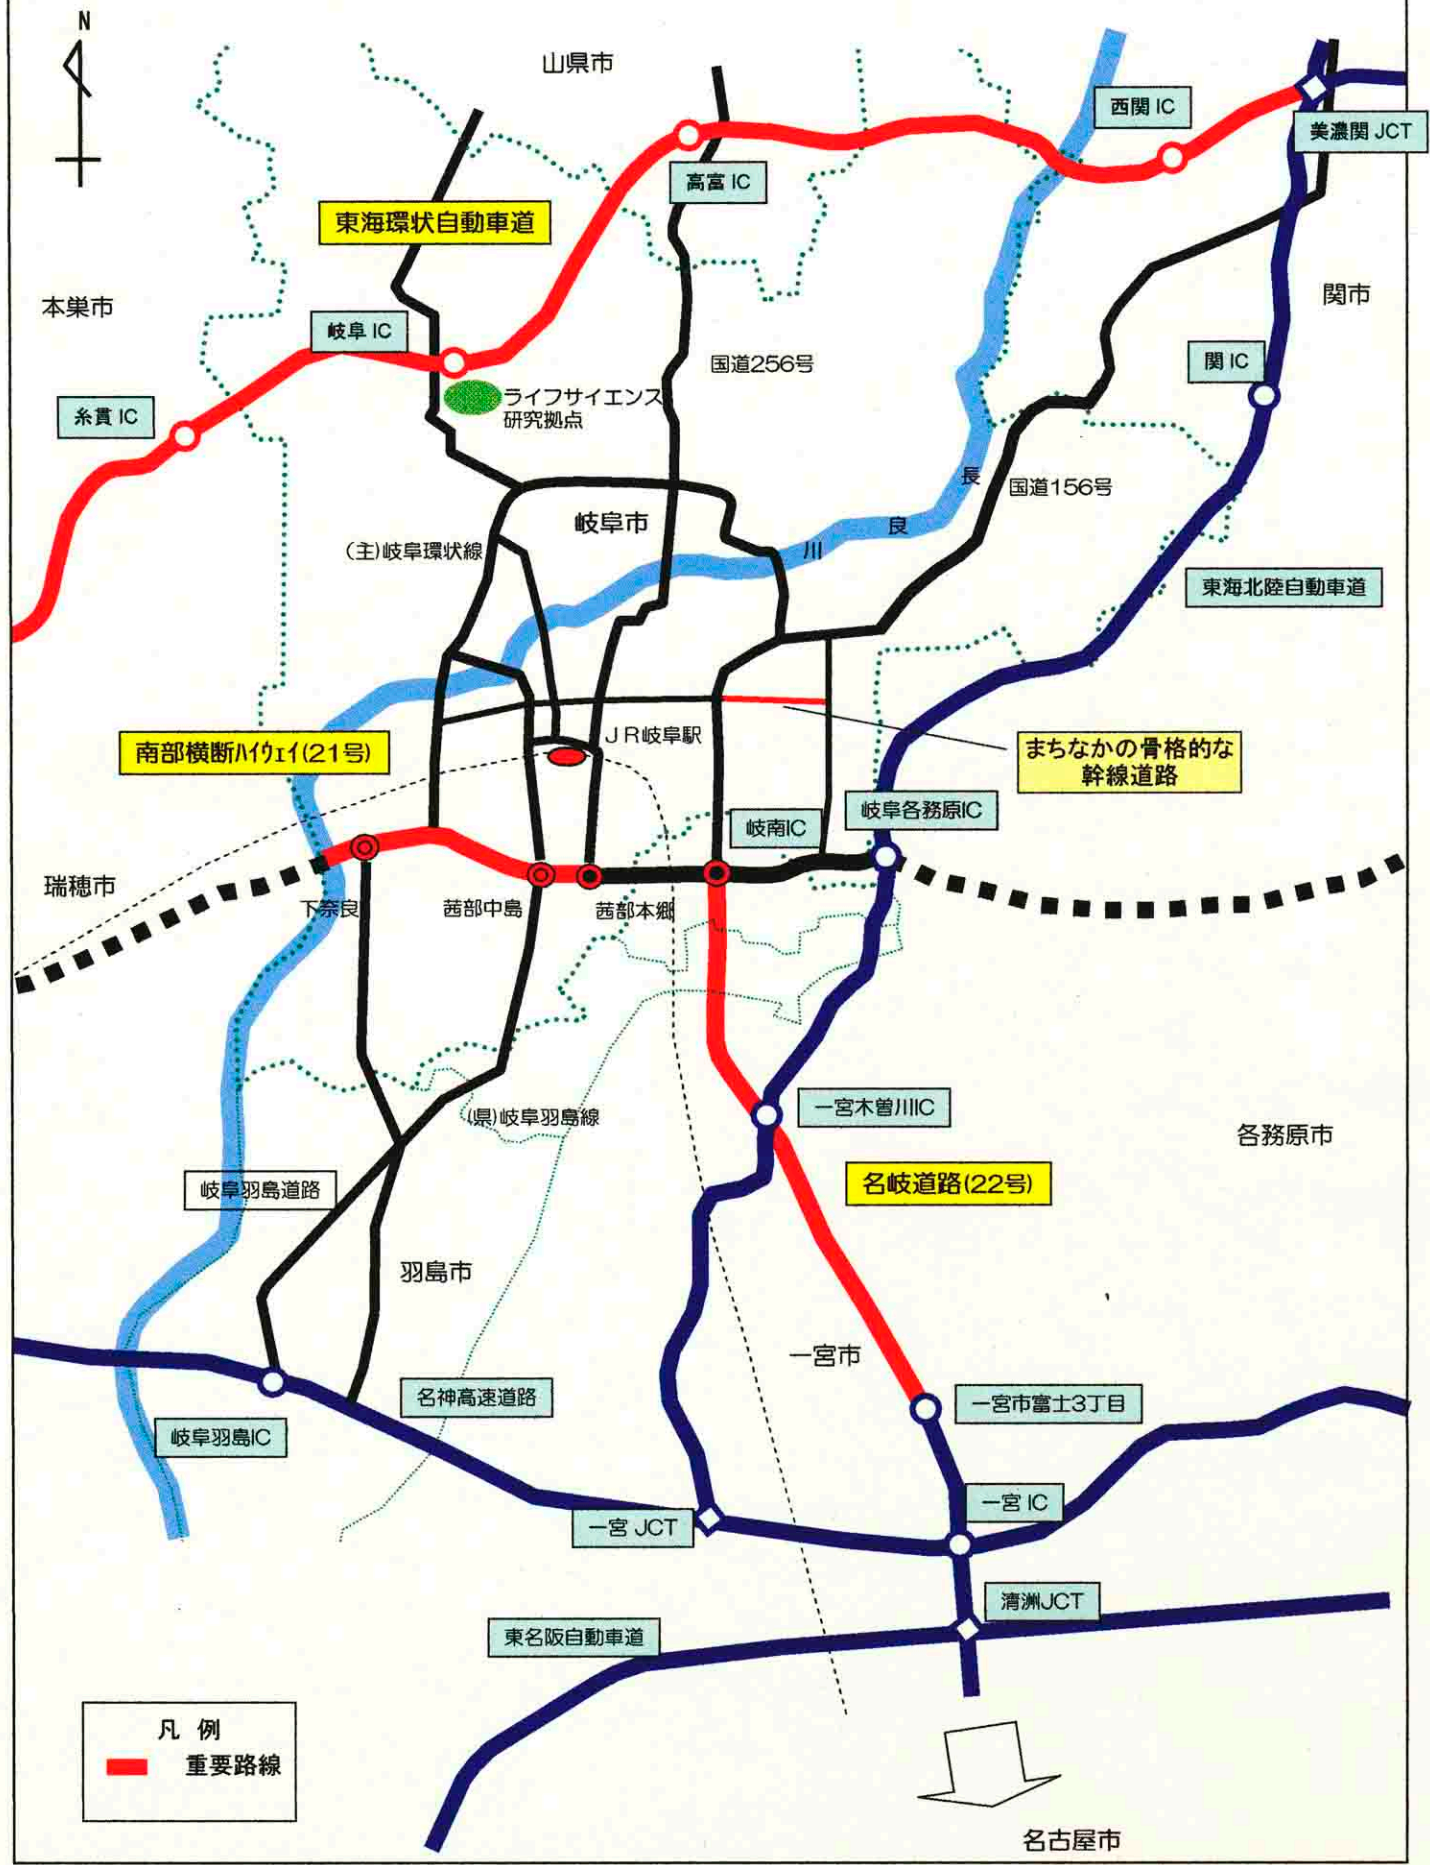 N
山県市
西関 IC
美濃関 JCT
高富 IC
東海環状自動車道
本巣市
関市
岐阜 IC
国道256号
関 IC
ライフサイエンス
研究拠点
糸貫 IC
長
良
川
国道156号
岐阜市
(主)岐阜環状線
東海北陸自動車道
JR岐阜駅
南部横断ﾊｲｳｪｲ(21号)
まちなかの骨格的な
幹線道路
岐南IC
岐阜各務原IC
瑞穂市
下奈良
茜部中島
茜部本郷
(県)岐阜羽島線
一宮木曽川IC
各務原市
岐阜羽島道路
名岐道路(22号)
羽島市
一宮市
名神高速道路
一宮市富士3丁目
岐阜羽島IC
一宮 IC
一宮 JCT
清洲JCT
東名阪自動車道
凡 例
重要路線
名古屋市